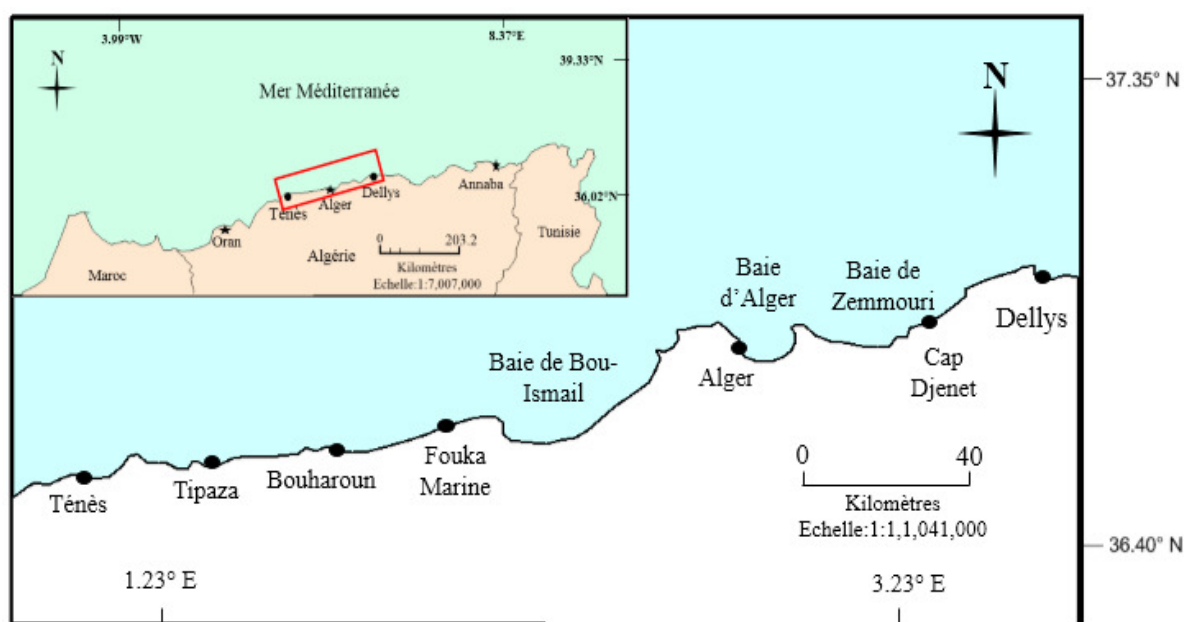 3.99°W
8.37°E
39.33°N
N
Mer Méditerranée
36.02°N
Ténès
Alger
Dellys
Annaba
Oran
Maroc
Algérie
Tunisie
0 203.2
Kilomètres
Echelle:1:7,007,000
N
37.35° N
Baie
d’Alger
Baie de
Zemmouri
Dellys
Baie de Bou-
Ismail
Alger
Cap
Djenet
Ténès
Tipaza
Bouharoun
Fouka
Marine
0 40
Kilomètres
Echelle:1:1,1,041,000
36.40° N
1.23° E
3.23° E